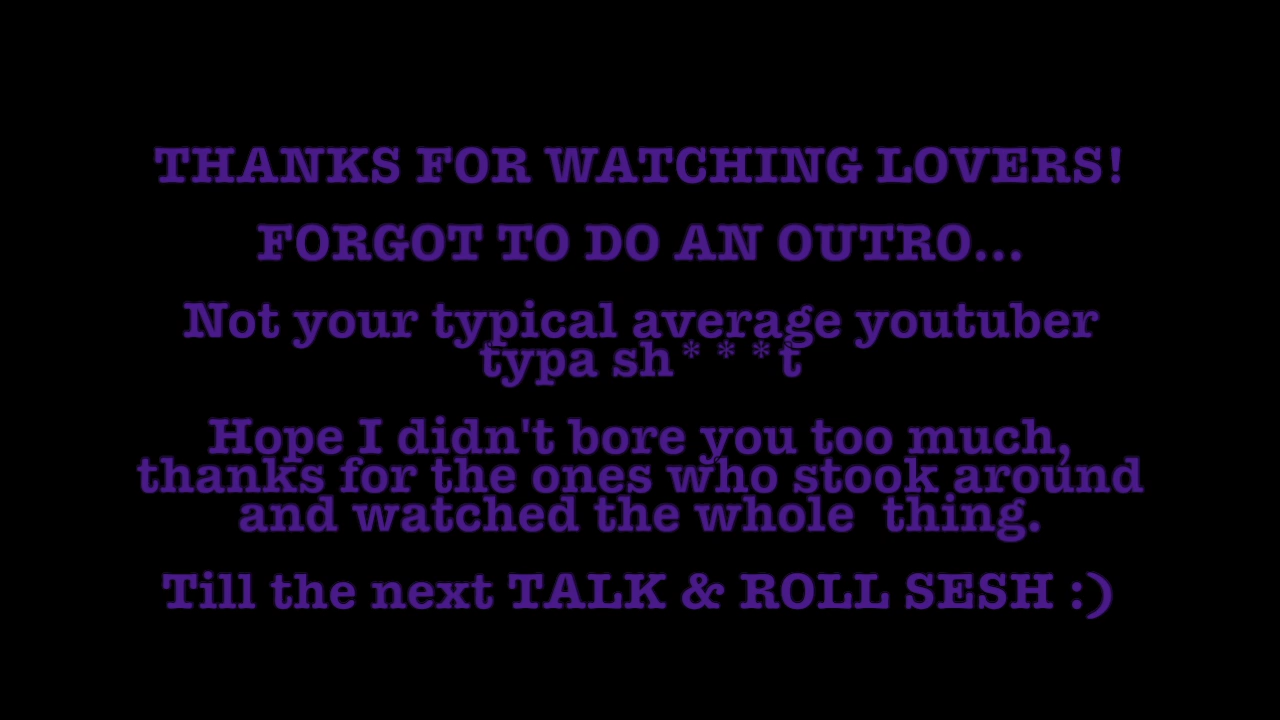 THANKS FOR WATCHING LOVERS!
FORGOT TO DO AN OUTRO...
Not your typical average youtuber
typa sh***t
Hope I didn't bore you too much,
thanks for the ones who stook around
and watched the whole  thing.
Till the next TALK & ROLL SESH :)